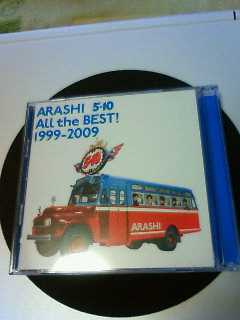 ARASHI 5×10
All the BEST!
1999-2009
ARASHI